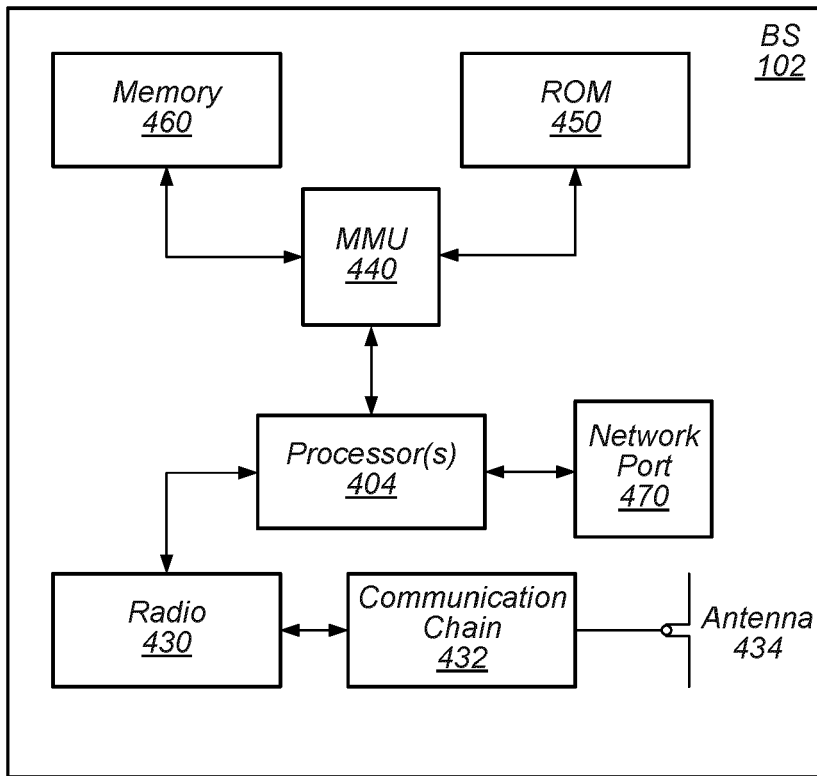 BS
102
Memory
460
ROM
450
MMU
440
Processor(s)
404
Network
Port
470
Radio
430
Communication
Chain
432
Antenna
434